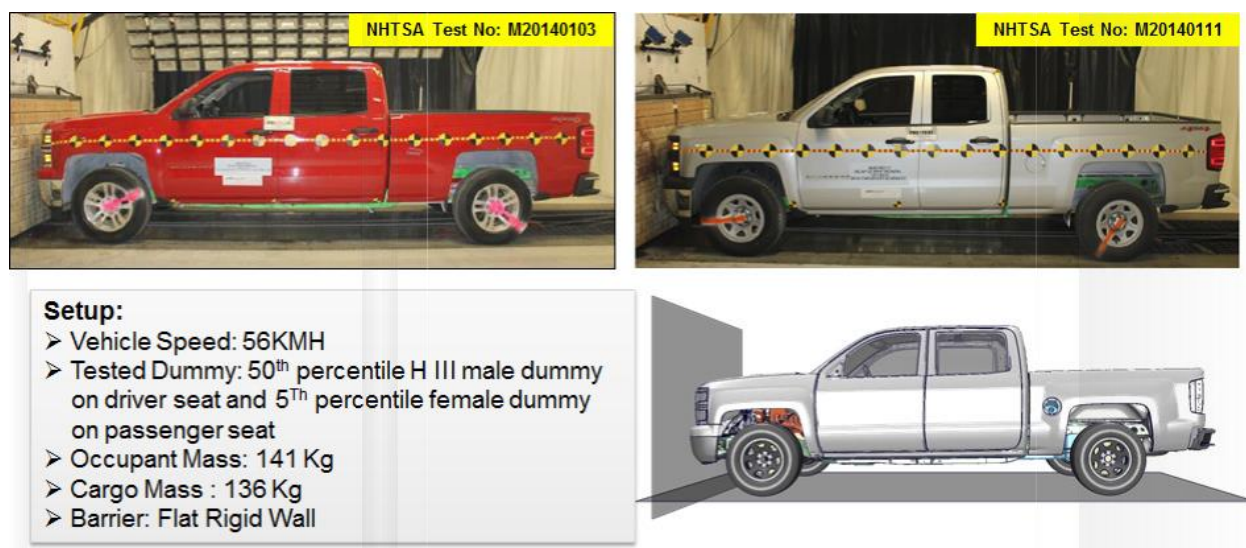 NHTSA Test No: M20140103
NHTSA Test No: M20140111
Setup:
➤ Vehicle Speed: 56KMH
➤ Tested Dummy: 50th percentile H III male dummy
on driver seat and 5Th percentile female dummy
on passenger seat
➤ Occupant Mass: 141 Kg
➤ Cargo Mass : 136 Kg
➤ Barrier: Flat Rigid Wall